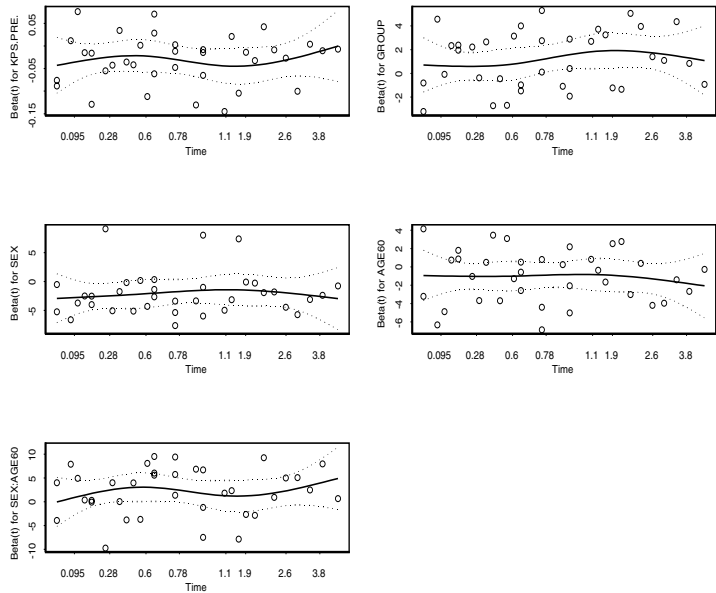 Beta(t) for KPS.PRE.
0.05
-0.05
-0.15
0.095 0.28 0.6 0.78 1.1 1.9 2.6 3.8
Time
Beta(t) for GROUP
4
2
0
-2
0.095 0.28 0.6 0.78 1.1 1.9 2.6 3.8
Time
Beta(t) for SEX
5
0
-5
0.095 0.28 0.6 0.78 1.1 1.9 2.6 3.8
Time
Beta(t) for AGE60
4
2
0
-2
-4
-6
0.095 0.28 0.6 0.78 1.1 1.9 2.6 3.8
Time
Beta(t) for SEX:AGE60
10
5
0
-5
-10
0.095 0.28 0.6 0.78 1.1 1.9 2.6 3.8
Time